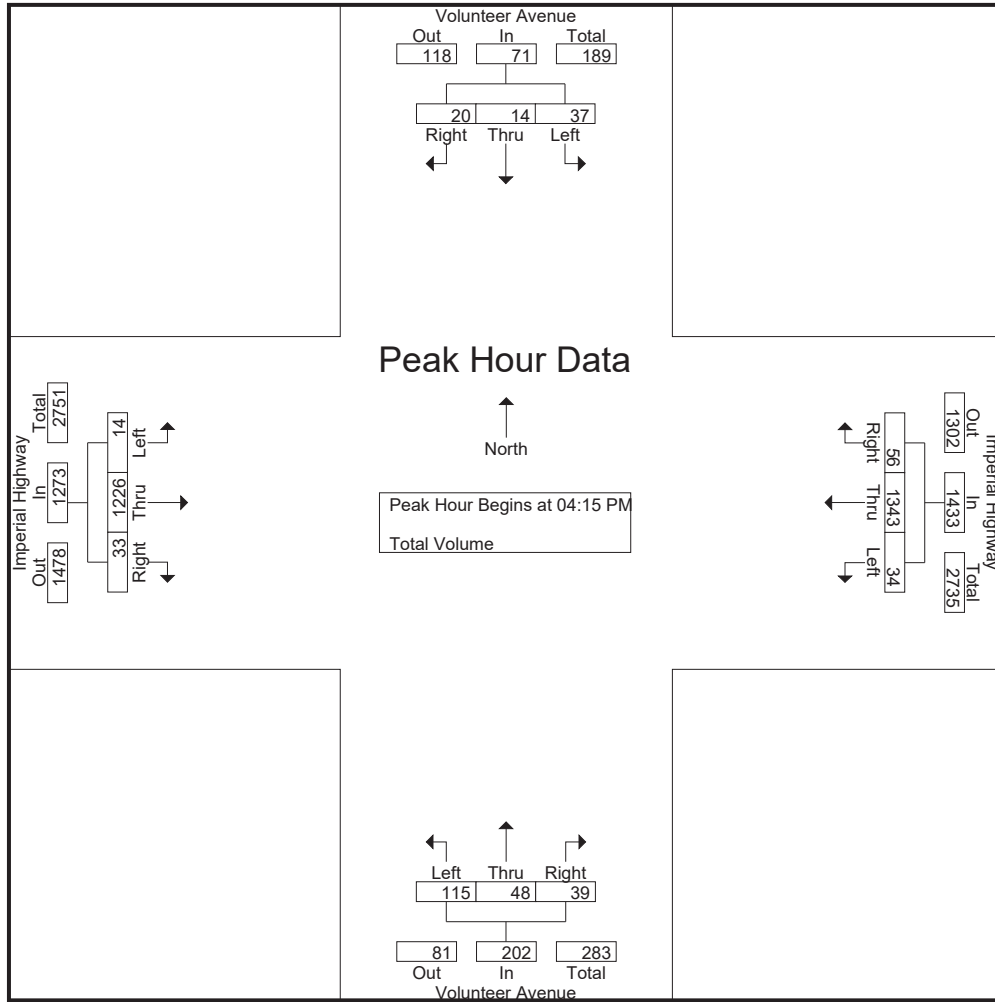 Volunteer Avenue
Out In Total
118 71 189
20 14 37
Right Thru Left
Peak Hour Data
North
Peak Hour Begins at 04:15 PM
Total Volume
Imperial Highway
Total In Out
2751 1273 1478
14 1226 33
Left Thru Right
Imperial Highway
Out In Total
1302 1433 2735
56 1343 34
Right Thru Left
Left Thru Right
115 48 39
81 202 283
Out In Total
Volunteer Avenue